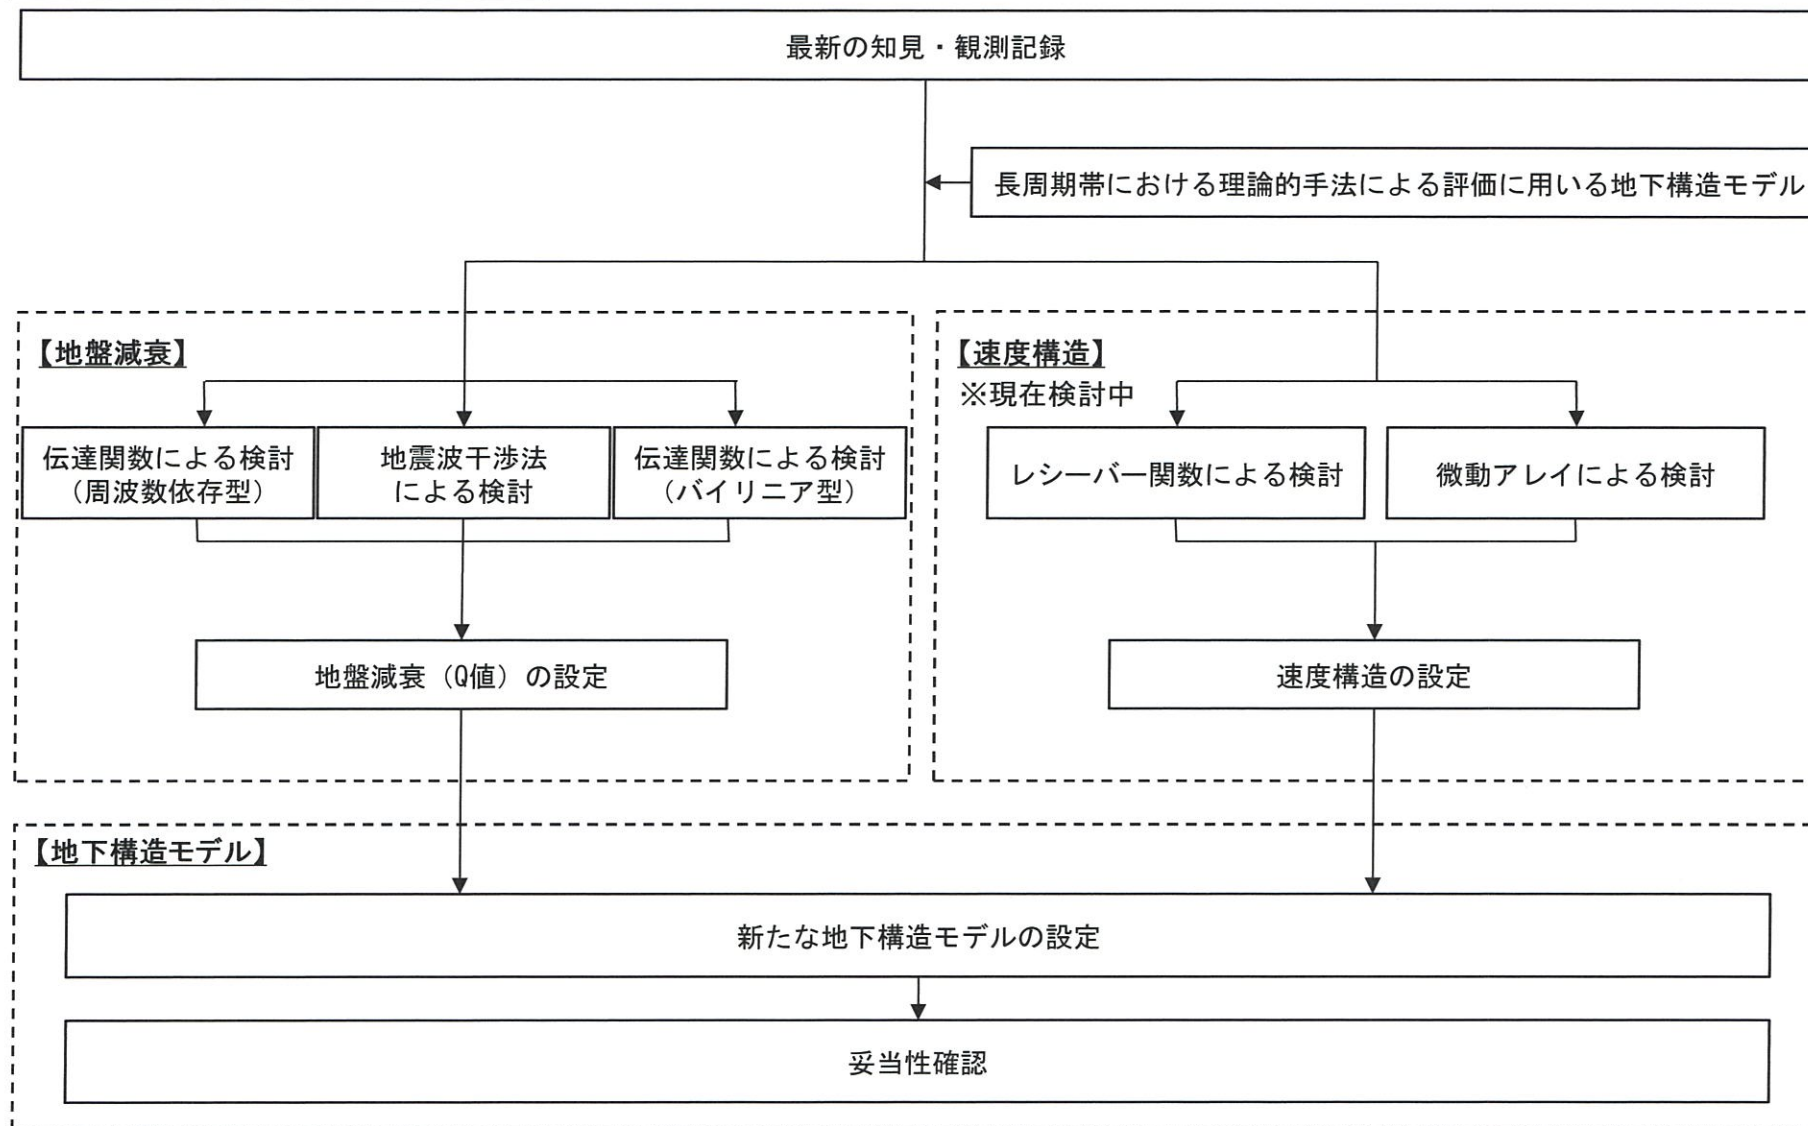 最新の知見・観測記録
長周期帯における理論的手法による評価に用いる地下構造モデル
【地盤減衰】
伝達関数による検討
（周波数依存型）
地震波干渉法
による検討
伝達関数による検討
（バイリニア型）
地盤減衰（Q値）の設定
【速度構造】
※現在検討中
レシーバー関数による検討
微動アレイによる検討
速度構造の設定
【地下構造モデル】
新たな地下構造モデルの設定
妥当性確認